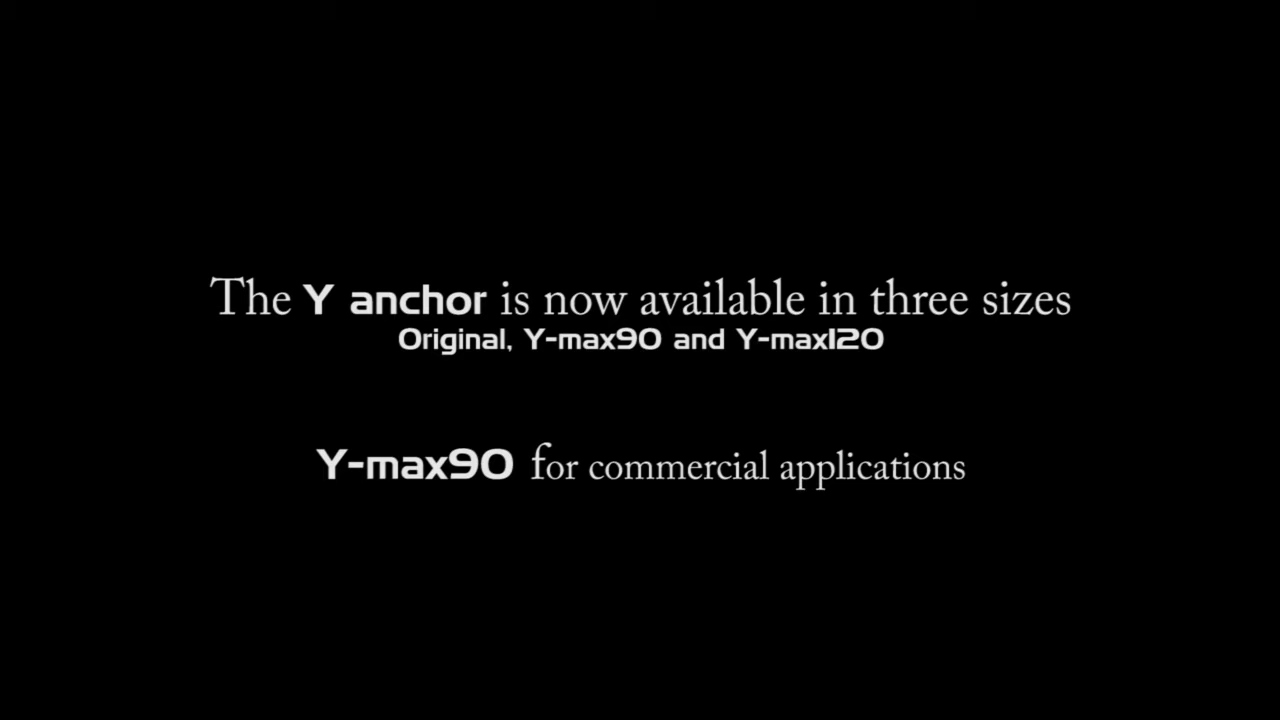 The Y anchor is now available in three sizes
Original, Y-max90 and Y-max120
Y-max90 for commercial applications